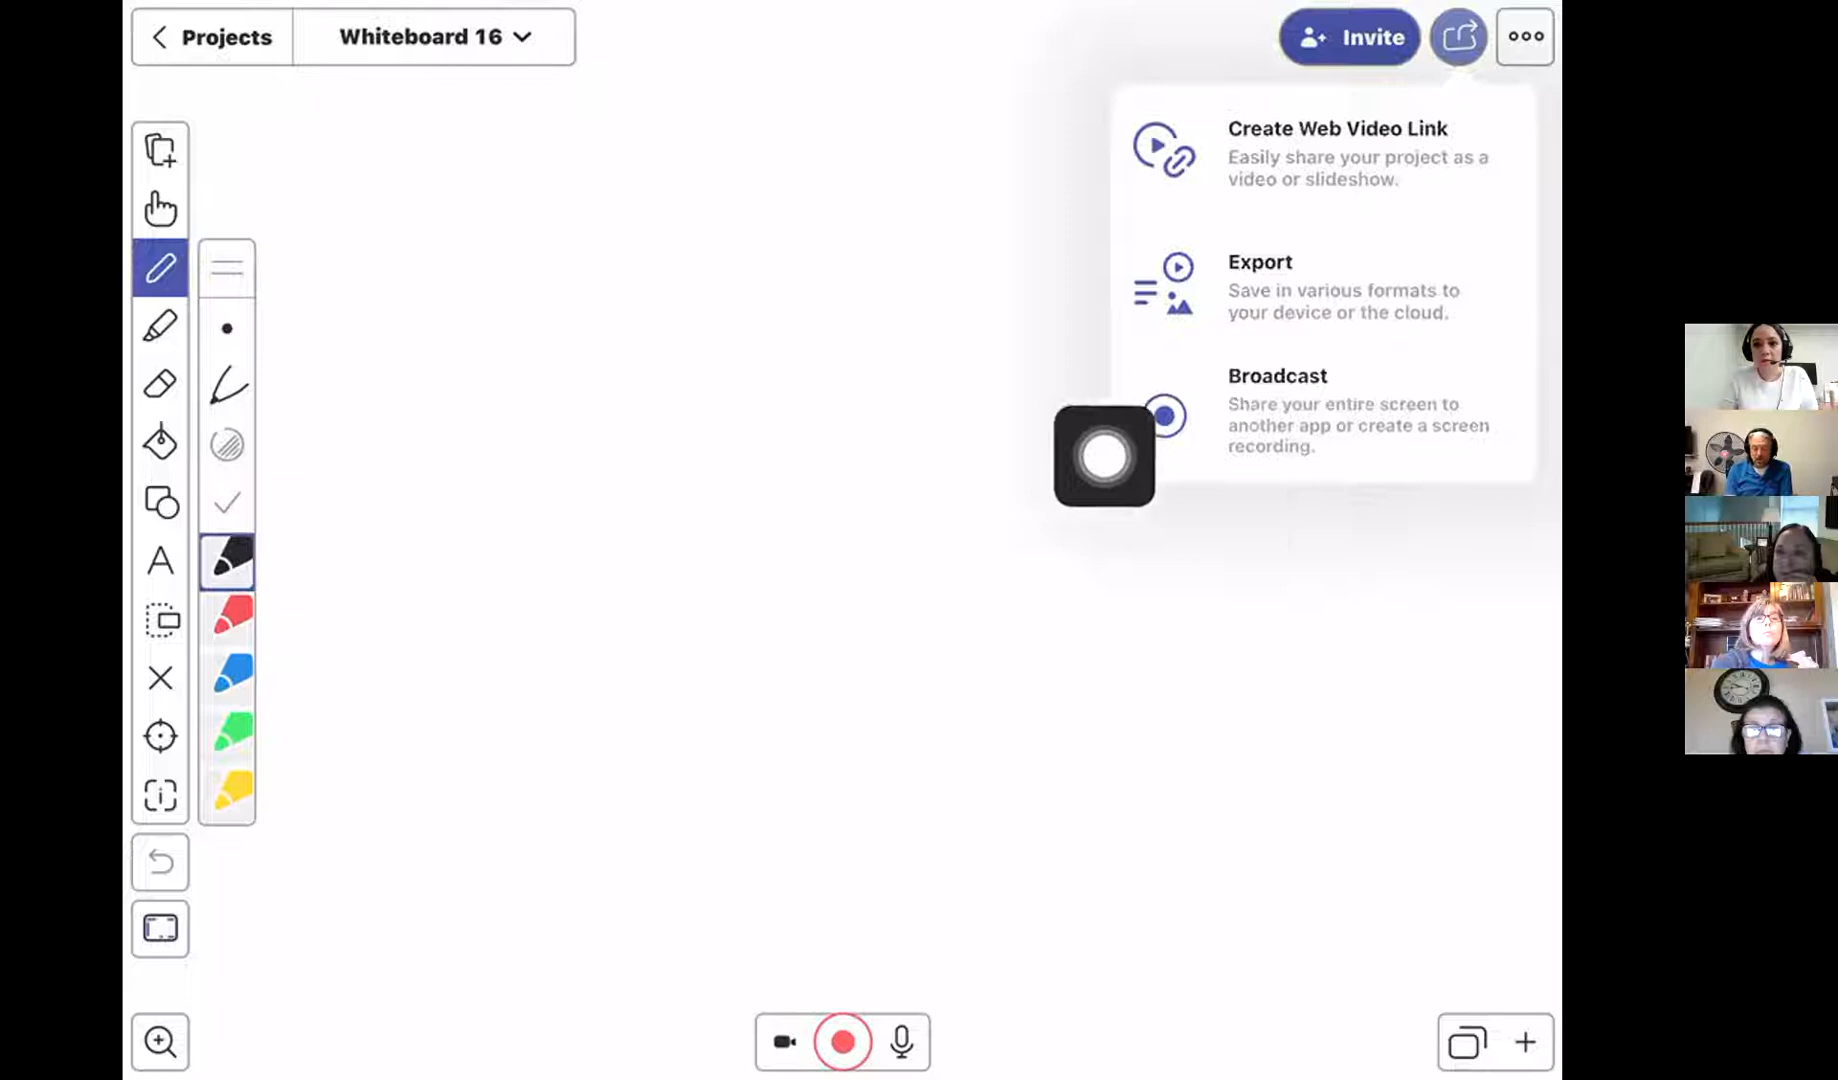 Projects
Whiteboard 16
Invite
Create Web Video Link
Easily share your project as a
video or slideshow.
Export
Save in various formats to
your device or the cloud.
Broadcast
Share your entire screen to
another app or create a screen
recording.
A